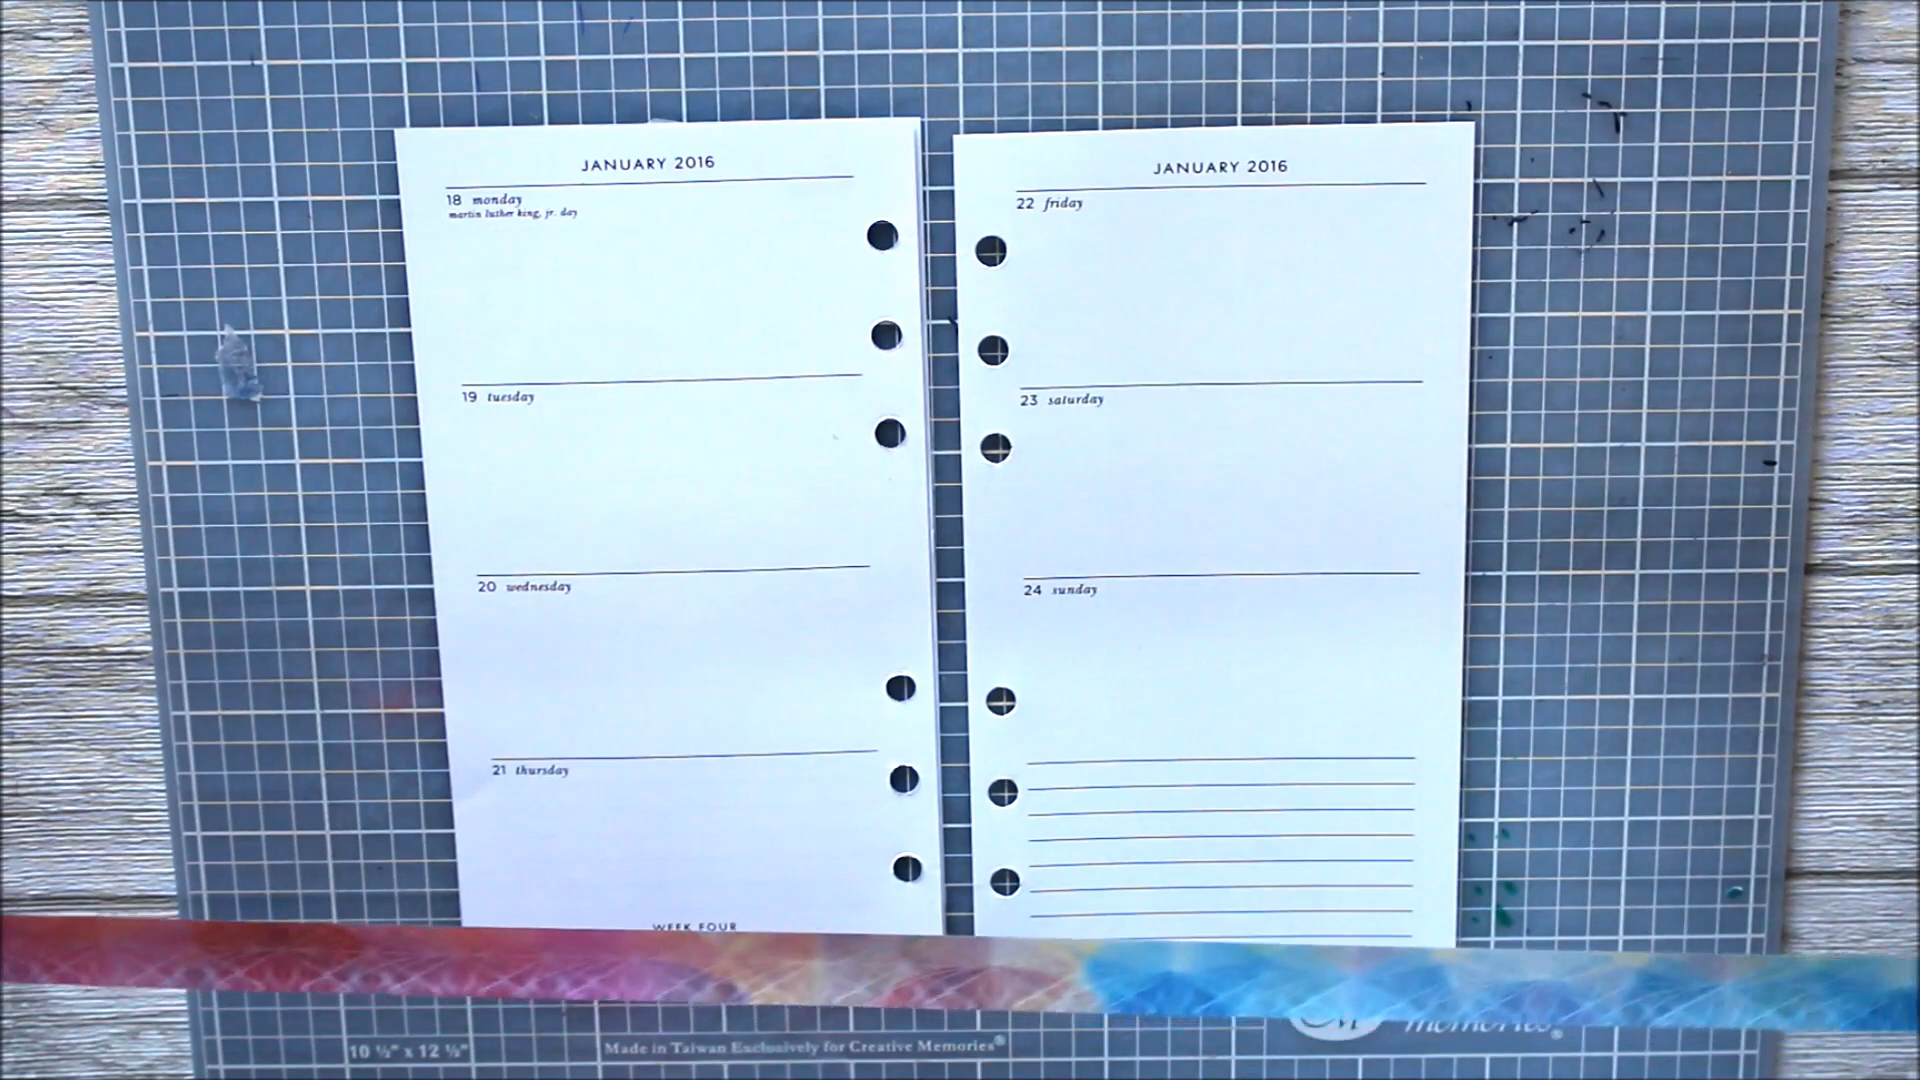 JANUARY 2016
18 monday
martin luther king, jr. day
19 tuesday
20 wednesday
21 thursday
WEEK FOUR
JANUARY 2016
22 friday
23 saturday
24 sunday
10 ½" x 12 ½"
Made in Taiwan Exclusively for Creative Memories®
memories®